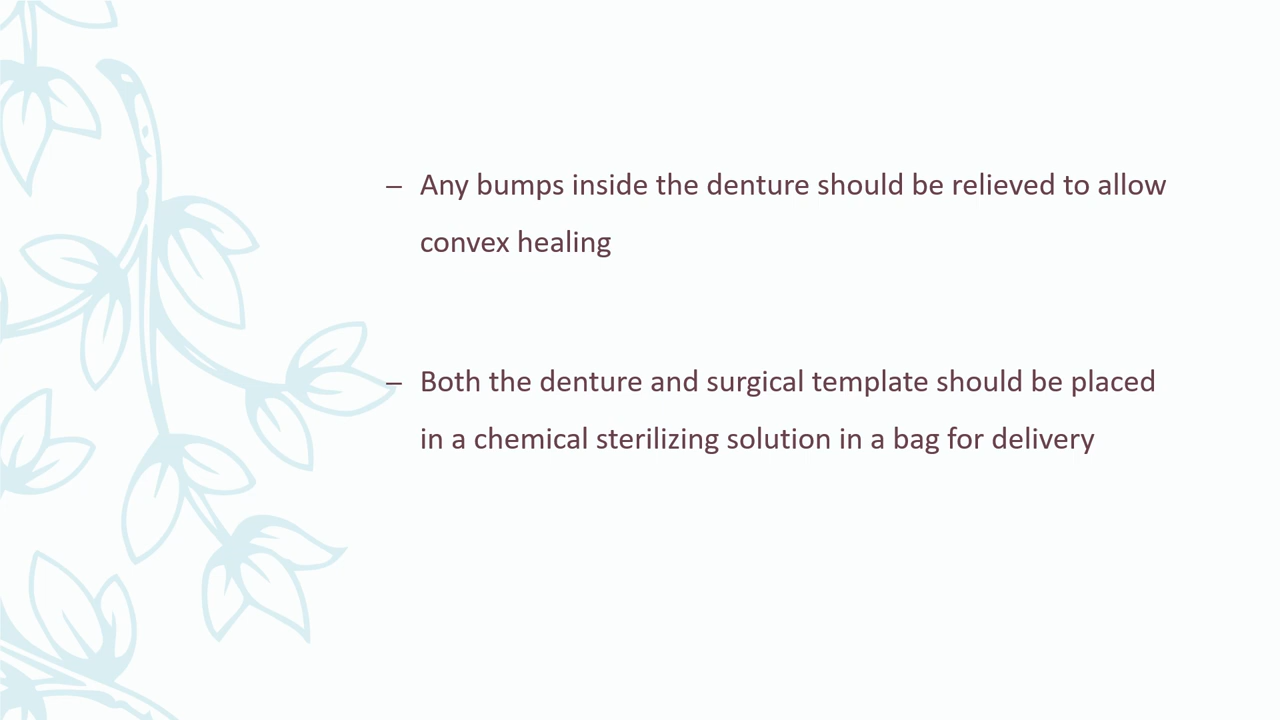 – Any bumps inside the denture should be relieved to allow
convex healing
– Both the denture and surgical template should be placed
in a chemical sterilizing solution in a bag for delivery